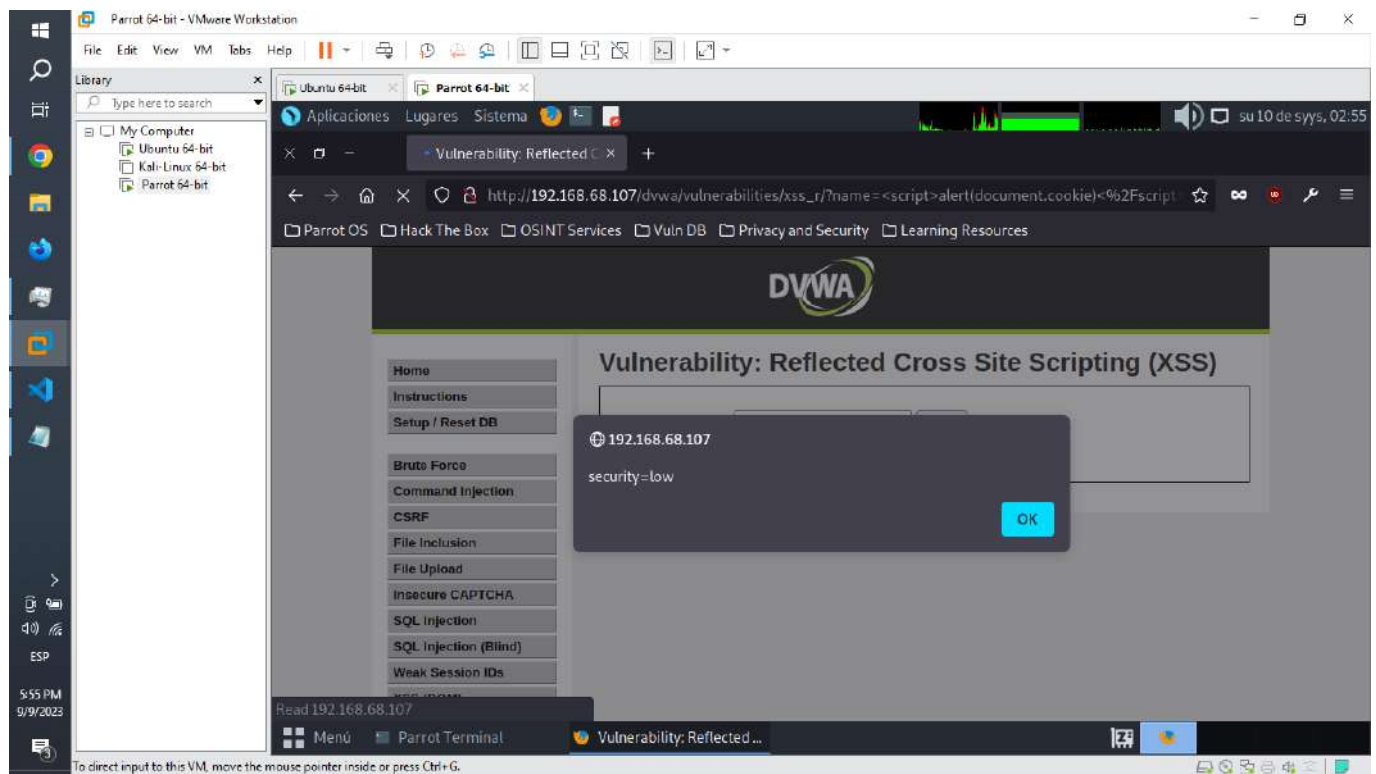 Parrot 64-bit - VMware Workstation
File Edit View VM Tabs Help
Library
Type here to search
My Computer
Ubuntu 64-bit
Kali-Linux 64-bit
Parrot 64-bit
Ubuntu 64-bit
Parrot 64-bit
Aplicaciones Lugares Sistema
su 10 de syys, 02:55
Vulnerability: Reflected C
http://192.168.68.107/dvwa/vulnerabilities/xss_r/?name=<script>alert(document.cookie)<%2Fscript
Parrot OS Hack The Box OSINT Services Vuln DB Privacy and Security Learning Resources
DVWA
Vulnerability: Reflected Cross Site Scripting (XSS)
Home
Instructions
Setup / Reset DB
Brute Force
Command Injection
CSRF
File Inclusion
File Upload
Insecure CAPTCHA
SQL Injection
SQL Injection (Blind)
Weak Session IDs
192.168.68.107
security=low
OK
Read 192.168.68.107
Menú Parrot Terminal Vulnerability: Reflected ...
To direct input to this VM, move the mouse pointer inside or press Ctrl+G.
ESP
5:55 PM
9/9/2023